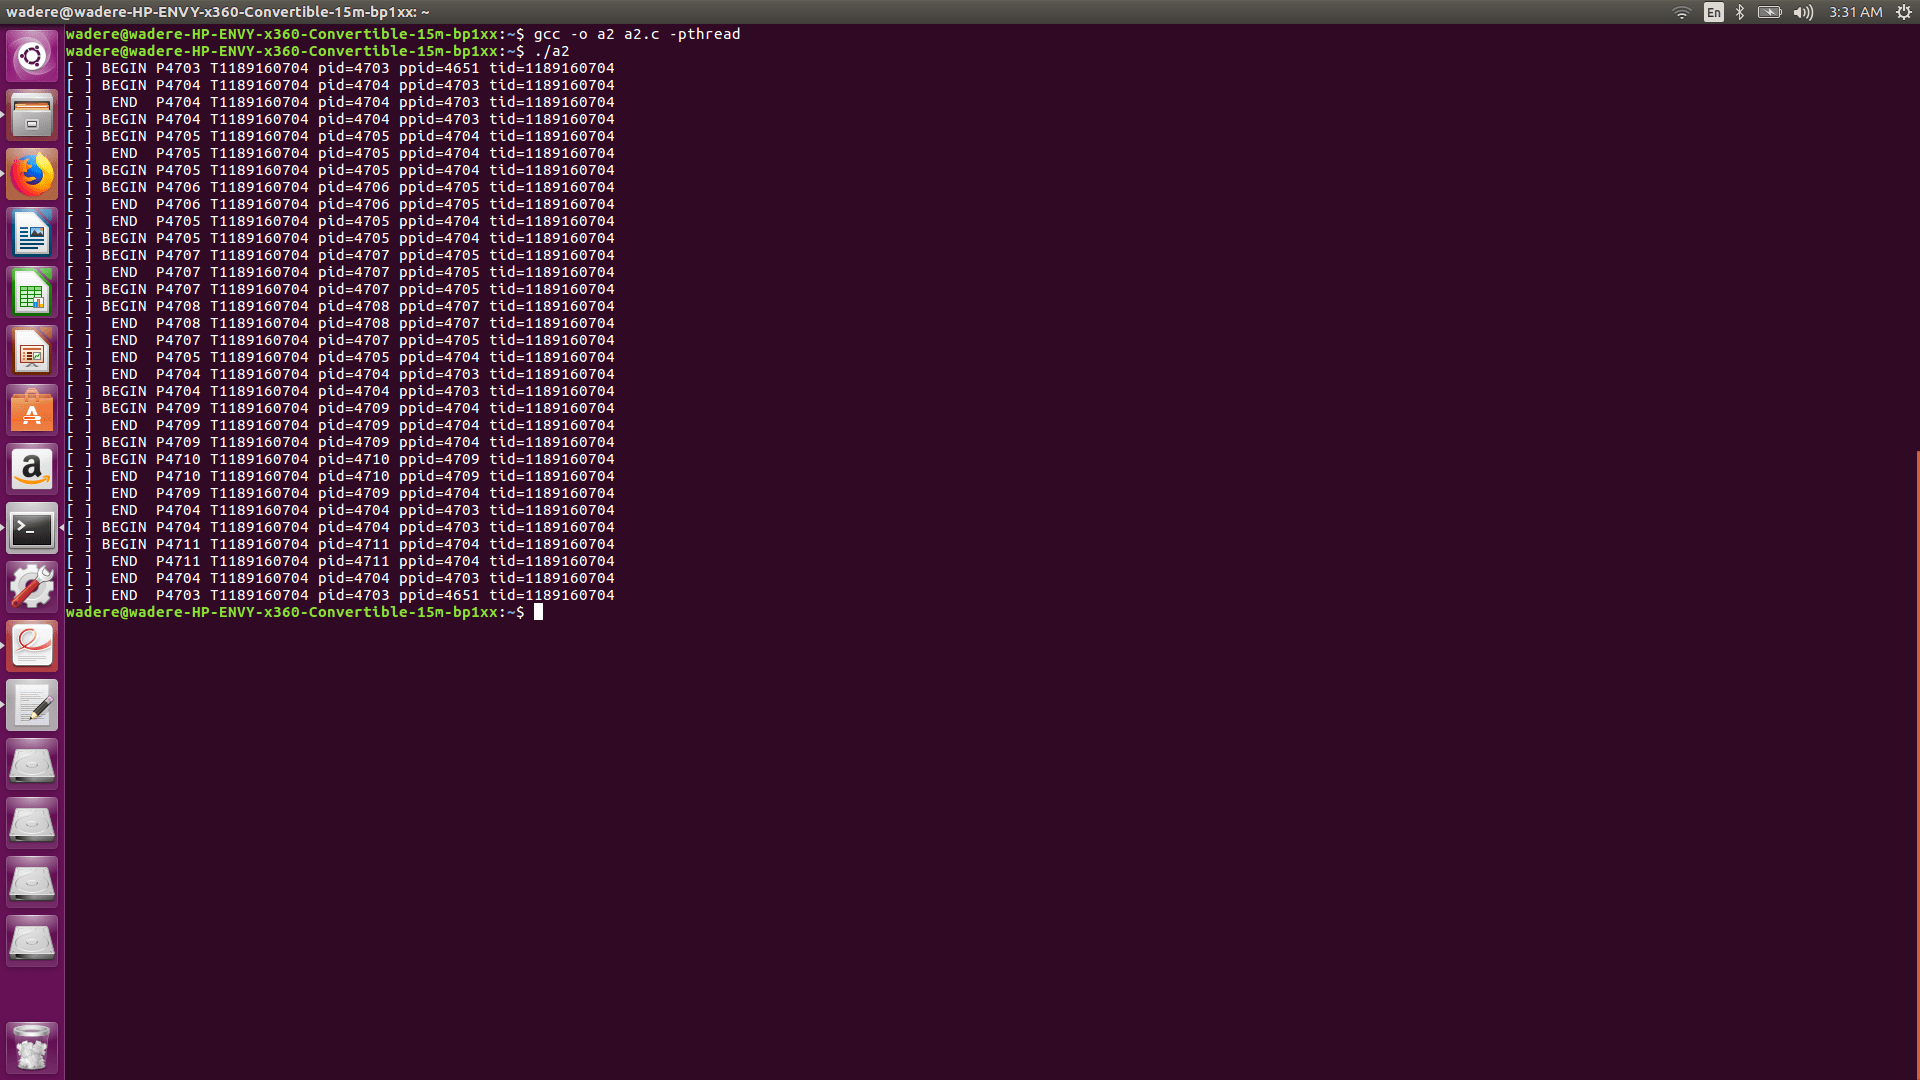 wadere@wadere-HP-ENVY-x360-Convertible-15m-bp1xx: ~
En
3:31 AM
wadere@wadere-HP-ENVY-x360-Convertible-15m-bp1xx:~$ gcc -o a2 a2.c -pthread
wadere@wadere-HP-ENVY-x360-Convertible-15m-bp1xx:~$ ./a2
[ ] BEGIN P4703 T1189160704 pid=4703 ppid=4651 tid=1189160704
[ ] BEGIN P4704 T1189160704 pid=4704 ppid=4703 tid=1189160704
[ ]  END  P4704 T1189160704 pid=4704 ppid=4703 tid=1189160704
[ ] BEGIN P4704 T1189160704 pid=4704 ppid=4703 tid=1189160704
[ ] BEGIN P4705 T1189160704 pid=4705 ppid=4704 tid=1189160704
[ ]  END  P4705 T1189160704 pid=4705 ppid=4704 tid=1189160704
[ ] BEGIN P4705 T1189160704 pid=4705 ppid=4704 tid=1189160704
[ ] BEGIN P4706 T1189160704 pid=4706 ppid=4705 tid=1189160704
[ ]  END  P4706 T1189160704 pid=4706 ppid=4705 tid=1189160704
[ ]  END  P4705 T1189160704 pid=4705 ppid=4704 tid=1189160704
[ ] BEGIN P4705 T1189160704 pid=4705 ppid=4704 tid=1189160704
[ ] BEGIN P4707 T1189160704 pid=4707 ppid=4705 tid=1189160704
[ ]  END  P4707 T1189160704 pid=4707 ppid=4705 tid=1189160704
[ ] BEGIN P4707 T1189160704 pid=4707 ppid=4705 tid=1189160704
[ ] BEGIN P4708 T1189160704 pid=4708 ppid=4707 tid=1189160704
[ ]  END  P4708 T1189160704 pid=4708 ppid=4707 tid=1189160704
[ ]  END  P4707 T1189160704 pid=4707 ppid=4705 tid=1189160704
[ ]  END  P4705 T1189160704 pid=4705 ppid=4704 tid=1189160704
[ ]  END  P4704 T1189160704 pid=4704 ppid=4703 tid=1189160704
[ ] BEGIN P4704 T1189160704 pid=4704 ppid=4703 tid=1189160704
[ ] BEGIN P4709 T1189160704 pid=4709 ppid=4704 tid=1189160704
[ ]  END  P4709 T1189160704 pid=4709 ppid=4704 tid=1189160704
[ ] BEGIN P4709 T1189160704 pid=4709 ppid=4704 tid=1189160704
[ ] BEGIN P4710 T1189160704 pid=4710 ppid=4709 tid=1189160704
[ ]  END  P4710 T1189160704 pid=4710 ppid=4709 tid=1189160704
[ ]  END  P4709 T1189160704 pid=4709 ppid=4704 tid=1189160704
[ ]  END  P4704 T1189160704 pid=4704 ppid=4703 tid=1189160704
[ ] BEGIN P4704 T1189160704 pid=4704 ppid=4703 tid=1189160704
[ ] BEGIN P4711 T1189160704 pid=4711 ppid=4704 tid=1189160704
[ ]  END  P4711 T1189160704 pid=4711 ppid=4704 tid=1189160704
[ ]  END  P4704 T1189160704 pid=4704 ppid=4703 tid=1189160704
[ ]  END  P4703 T1189160704 pid=4703 ppid=4651 tid=1189160704
wadere@wadere-HP-ENVY-x360-Convertible-15m-bp1xx:~$